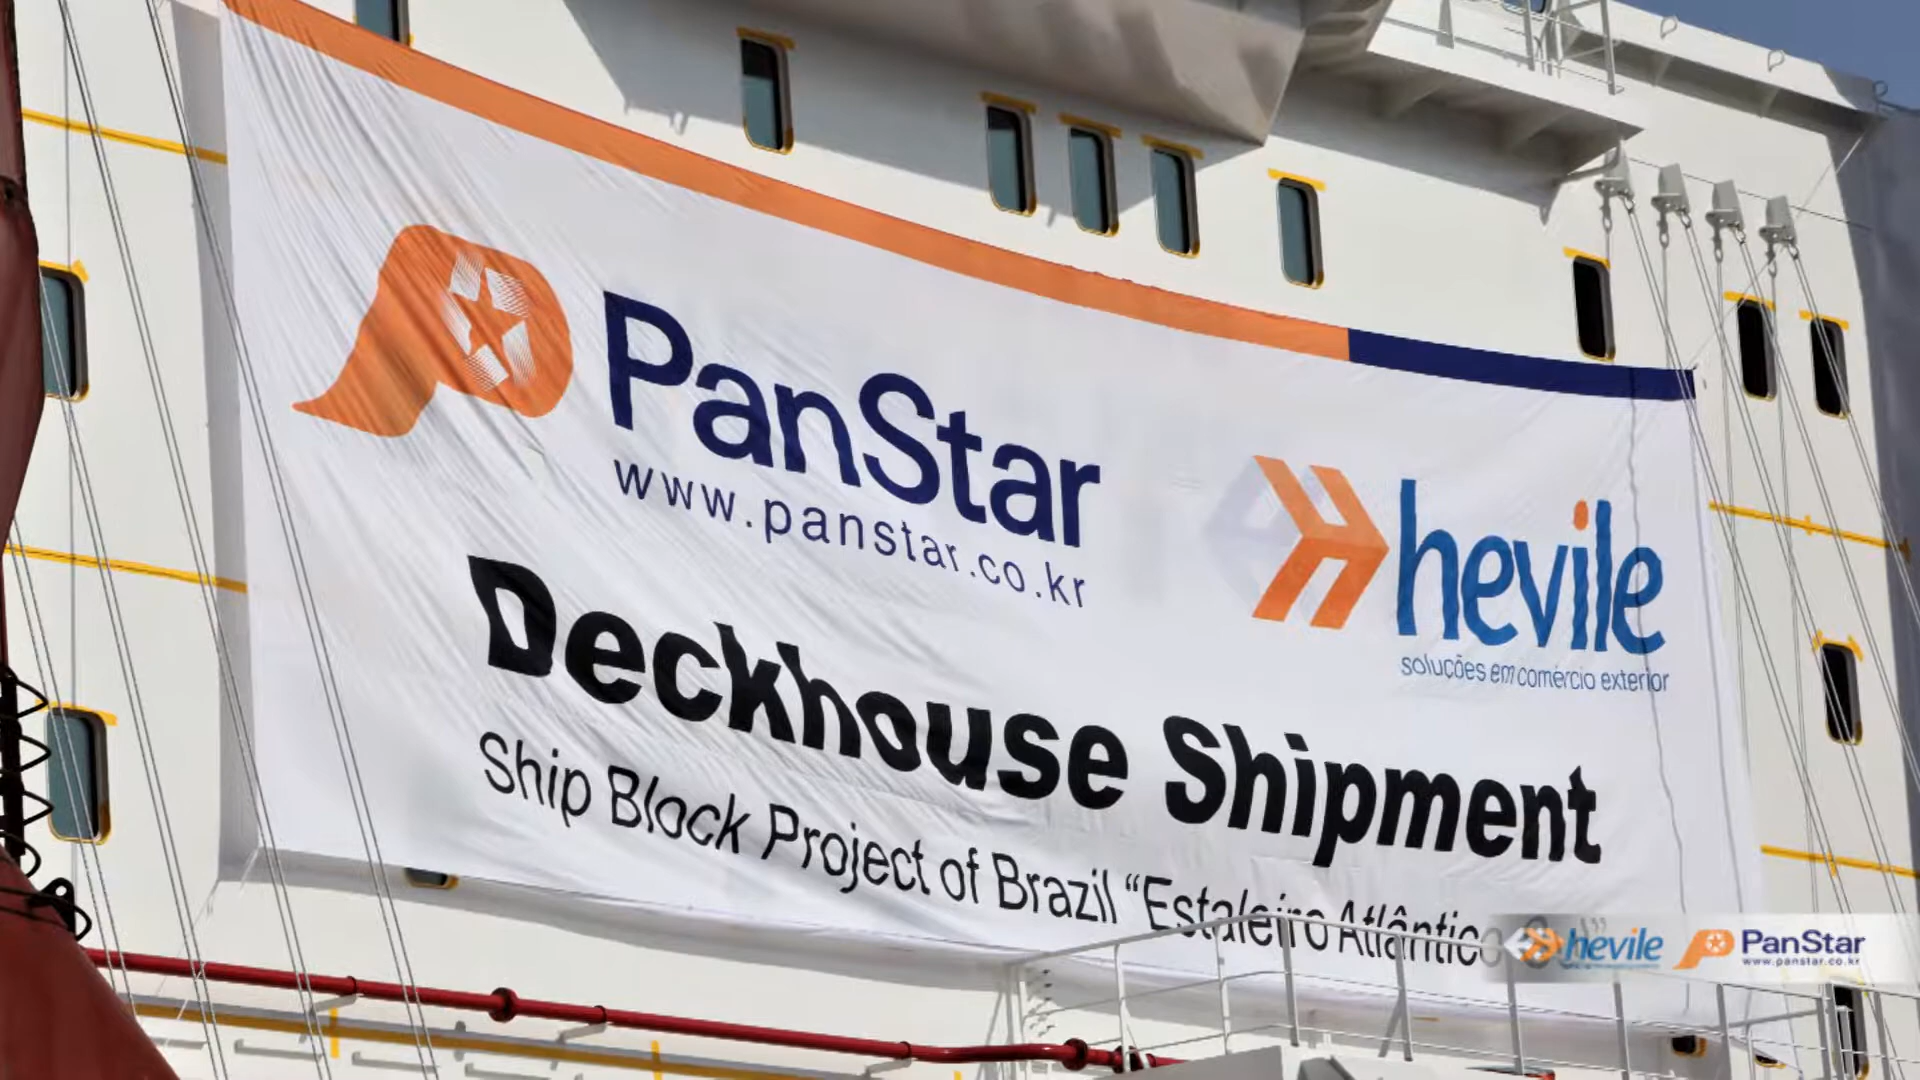 PanStar
www.panstar.co.kr
hevile
soluções em comércio exterior
Deckhouse Shipment
Ship Block Project of Brazil “Estaleiro Atlântico
hevile
PanStar
www.panstar.co.kr